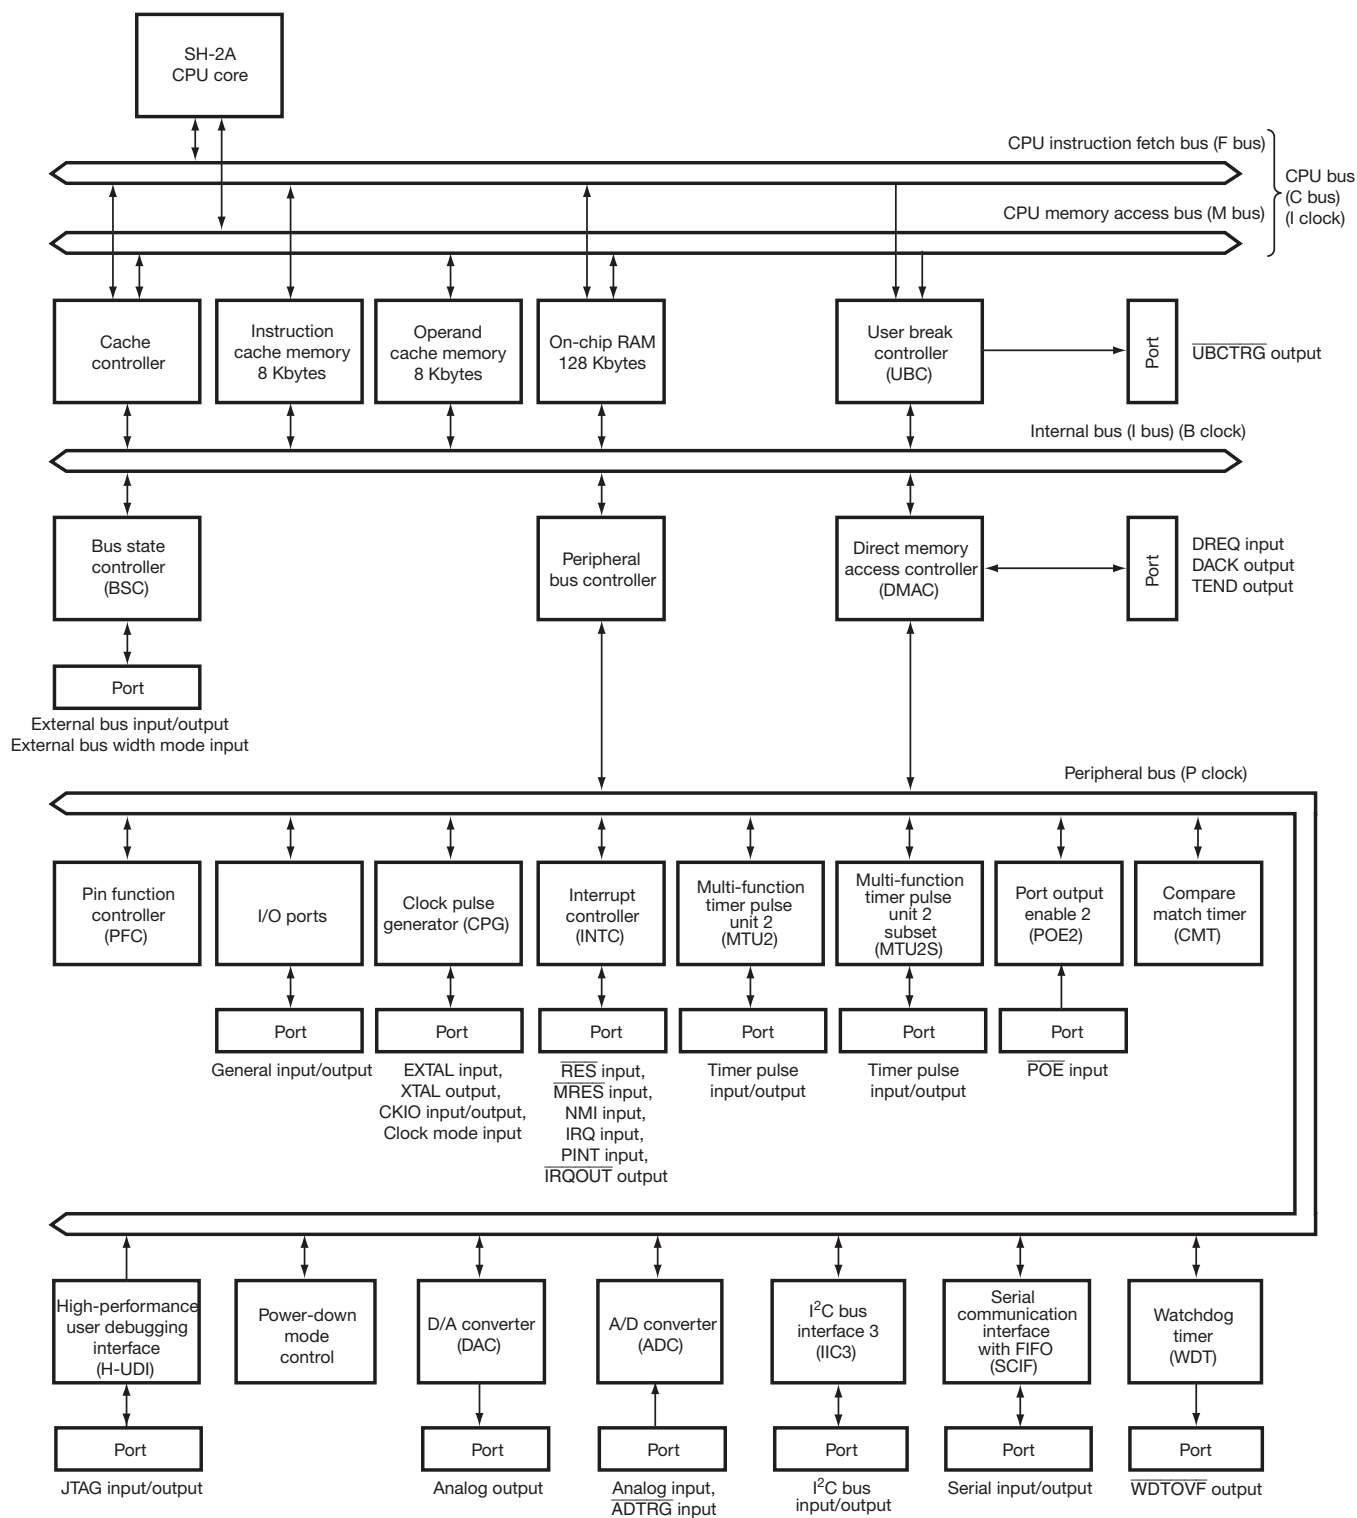 SH-2A
CPU core
CPU instruction fetch bus (F bus)
CPU bus
(C bus)
(I clock)
CPU memory access bus (M bus)
Cache
controller
Instruction
cache memory
8 Kbytes
Operand
cache memory
8 Kbytes
On-chip RAM
128 Kbytes
User break
controller
(UBC)
Port
UBCTRG output
Internal bus (I bus) (B clock)
Bus state
controller
(BSC)
Peripheral
bus controller
Direct memory
access controller
(DMAC)
Port
DREQ input
DACK output
TEND output
Port
External bus input/output
External bus width mode input
Peripheral bus (P clock)
Pin function
controller
(PFC)
I/O ports
Clock pulse
generator (CPG)
Interrupt
controller
(INTC)
Multi-function
timer pulse
unit 2
(MTU2)
Multi-function
timer pulse
unit 2
subset
(MTU2S)
Port output
enable 2
(POE2)
Compare
match timer
(CMT)
Port
General input/output
Port
EXTAL input,
XTAL output,
CKIO input/output,
Clock mode input
Port
RES input,
MRES input,
NMI input,
IRQ input,
PINT input,
IRQOUT output
Port
Timer pulse
input/output
Port
Timer pulse
input/output
Port
POE input
High-performance
user debugging
interface
(H-UDI)
Power-down
mode
control
D/A converter
(DAC)
A/D converter
(ADC)
I²C bus
interface 3
(IIC3)
Serial
communication
interface
with FIFO
(SCIF)
Watchdog
timer
(WDT)
Port
JTAG input/output
Port
Analog output
Port
Analog input,
ADTRG input
Port
I²C bus
input/output
Port
Serial input/output
Port
WDTOVF output